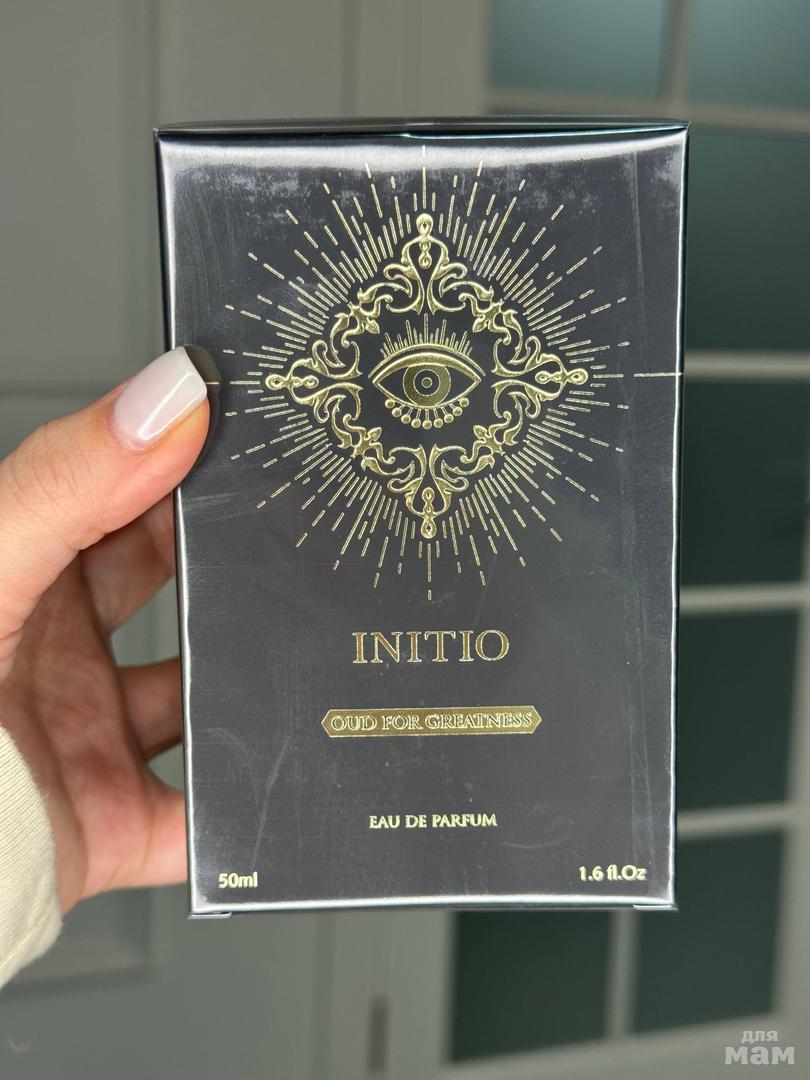 INITIO
OUD FOR GREATNESS
EAU DE PARFUM
50ml
1.6 fl.Oz
для
мам